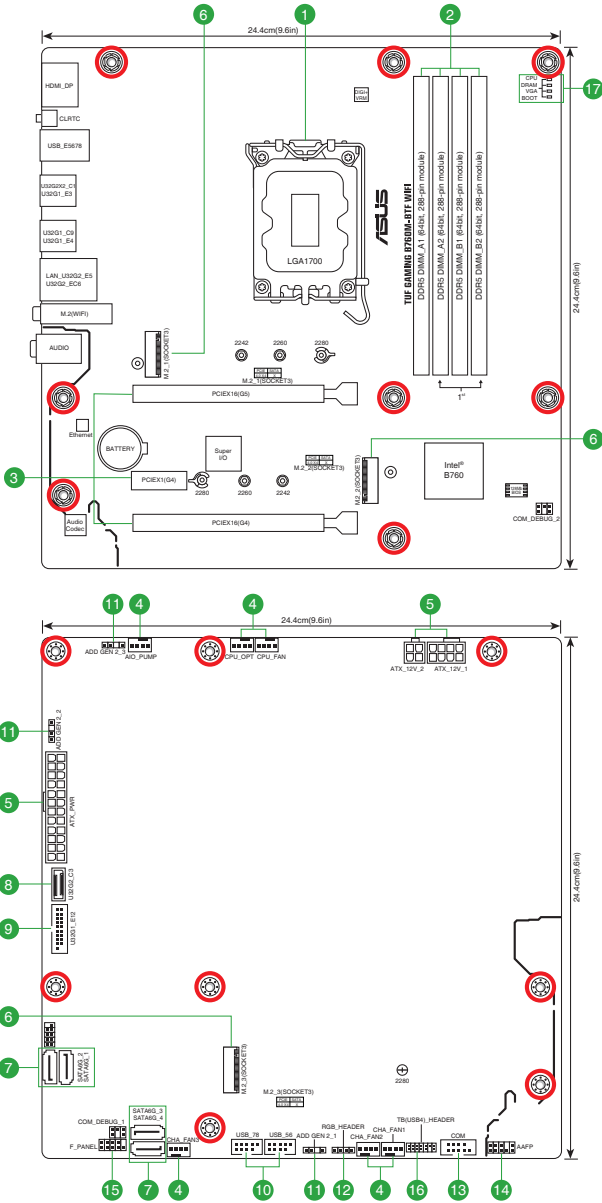 6
1
2
24.4cm(9.6in)
HDMI_DP
CLRTC
USB_E5678
U32G2X2_C1
U32G1_E3
U32G1_C9
U32G1_E4
LAN_U32G2_E5
U32G2_EC6
M.2(WIFI)
AUDIO
DIGI+
VRM
CPU
DRAM
VGA
BOOT
17
LGA1700
ASUS
TUF GAMING B760M-BTF WIFI
DDR5 DIMM_A1 (64bit, 288-pin module)
DDR5 DIMM_A2 (64bit, 288-pin module)
DDR5 DIMM_B1 (64bit, 288-pin module)
DDR5 DIMM_B2 (64bit, 288-pin module)
1st
24.4cm(9.6in)
6
M.2_1(SOCKET3)
2242
2260
2280
M.2_1(SOCKET3)
PCIEX16(G5)
Ethernet
BATTERY
Super
I/O
M.2_2(SOCKET3)
M.2_2(SOCKET3)
6
Intel®
B760
3
PCIEX1(G4)
2280
2260
2242
COM_DEBUG_2
Audio
Codec
PCIEX16(G4)
11
4
4
5
24.4cm(9.6in)
ADD GEN 2_3
AIO_PUMP
CPU_OPT
CPU_FAN
ATX_12V_2
ATX_12V_1
11
ADD GEN 2_2
5
ATX_PWR
8
U32G2_C3
9
U32G1_E12
24.4cm(9.6in)
6
M.2_3(SOCKET3)
7
SATA6G_2
SATA6G_1
2280
M.2_3(SOCKET3)
COM_DEBUG_1
F_PANEL
SATA6G_3
SATA6G_4
CHA_FAN3
USB_78
USB_56
ADD GEN 2_1
RGB_HEADER
CHA_FAN2
CHA_FAN1
TB(USB4)_HEADER
COM
AAFP
15
7
4
10
11
12
4
16
13
14